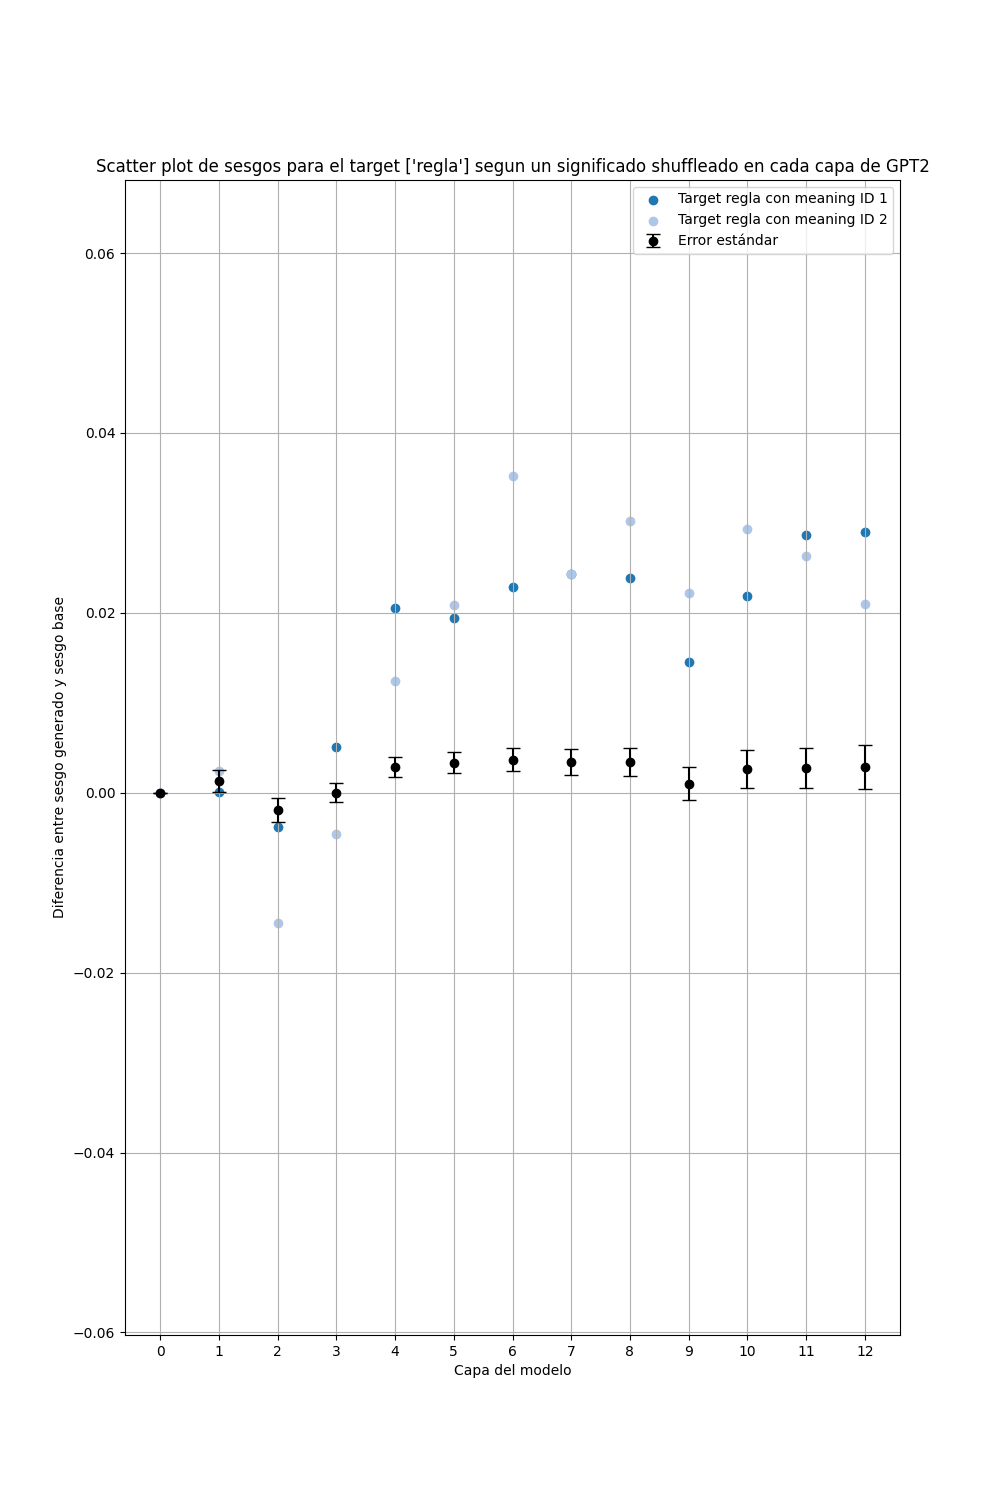 Scatter plot de sesgos para el target ['regla'] segun un significado shuffleado en cada capa de GPT2
Target regla con meaning ID 1
Target regla con meaning ID 2
Error estándar
Diferencia entre sesgo generado y sesgo base
0.06
0.04
0.02
0.00
−0.02
−0.04
−0.06
0 1 2 3 4 5 6 7 8 9 10 11 12
Capa del modelo